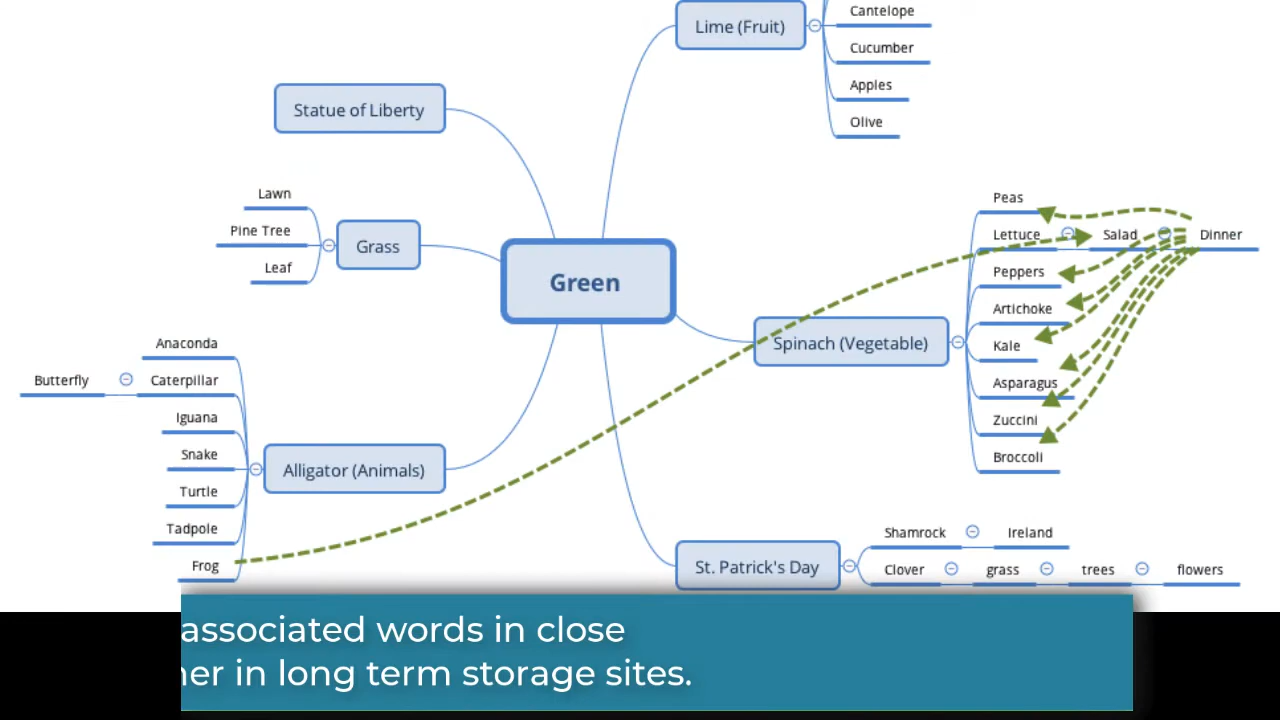 Cantelope
Lime (Fruit)
Cucumber
Apples
Statue of Liberty
Olive
Lawn
Pine Tree
Grass
Leaf
Green
Peas
Lettuce Salad Dinner
Peppers
Artichoke
Spinach (Vegetable)
Kale
Asparagus
Zuccini
Broccoli
Anaconda
Butterfly Caterpillar
Iguana
Snake
Alligator (Animals)
Turtle
Tadpole
Frog
Shamrock Ireland
St. Patrick's Day
Clover grass trees flowers
associated words in close
in long term storage sites.